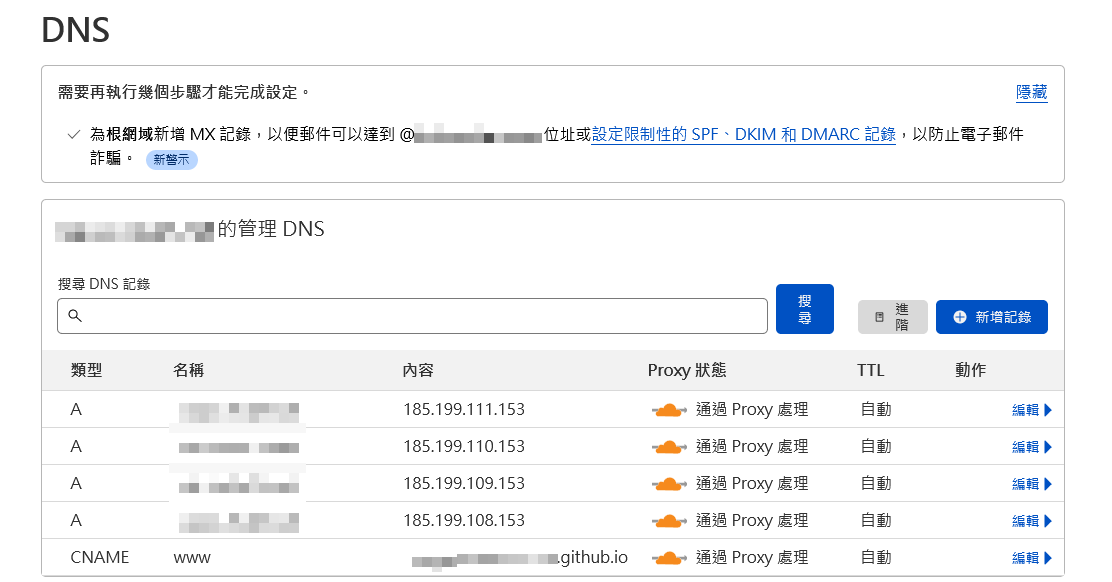 DNS
需要再執行幾個步驟才能完成設定。
隱藏
為根網域新增 MX 記錄，以便郵件可以達到 @ 位址或設定限制性的 SPF、DKIM 和 DMARC 記錄，以防止電子郵件
詐騙。 新警示
的管理 DNS
搜尋 DNS 記錄
搜尋
進階
新增記錄
類型 名稱 內容 Proxy 狀態 TTL 動作
A 185.199.111.153 通過 Proxy 處理 自動 編輯
A 185.199.110.153 通過 Proxy 處理 自動 編輯
A 185.199.109.153 通過 Proxy 處理 自動 編輯
A 185.199.108.153 通過 Proxy 處理 自動 編輯
CNAME www .github.io 通過 Proxy 處理 自動 編輯